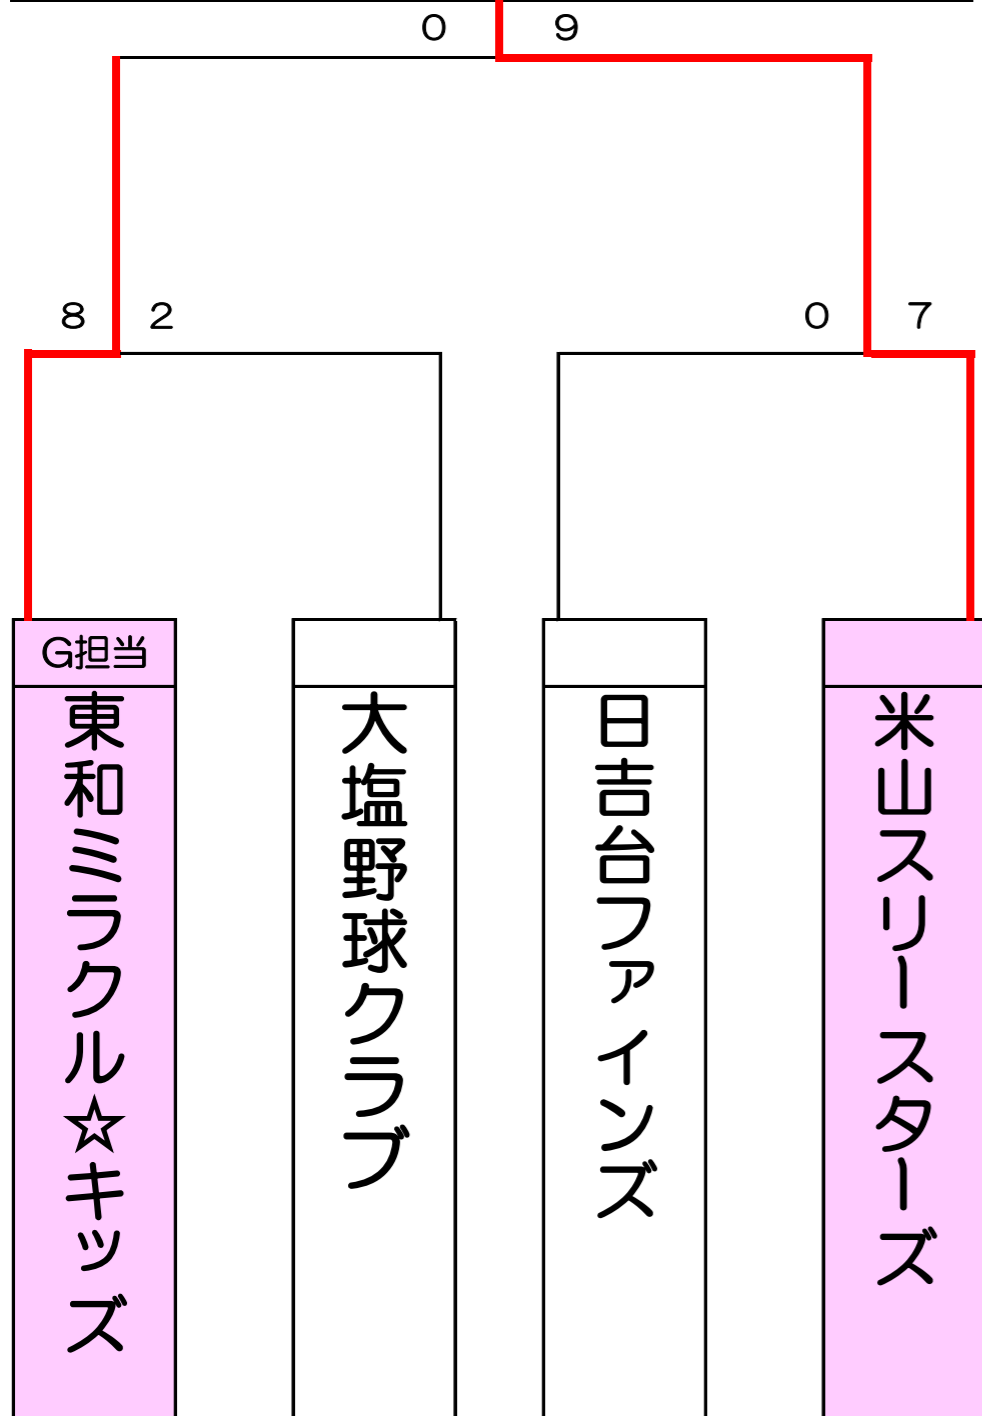 ０ ９
８ ２ ０ ７
G担当
東和ミラクル☆キッズ
大塩野球クラブ
日吉台ファインズ
米山スリースターズ